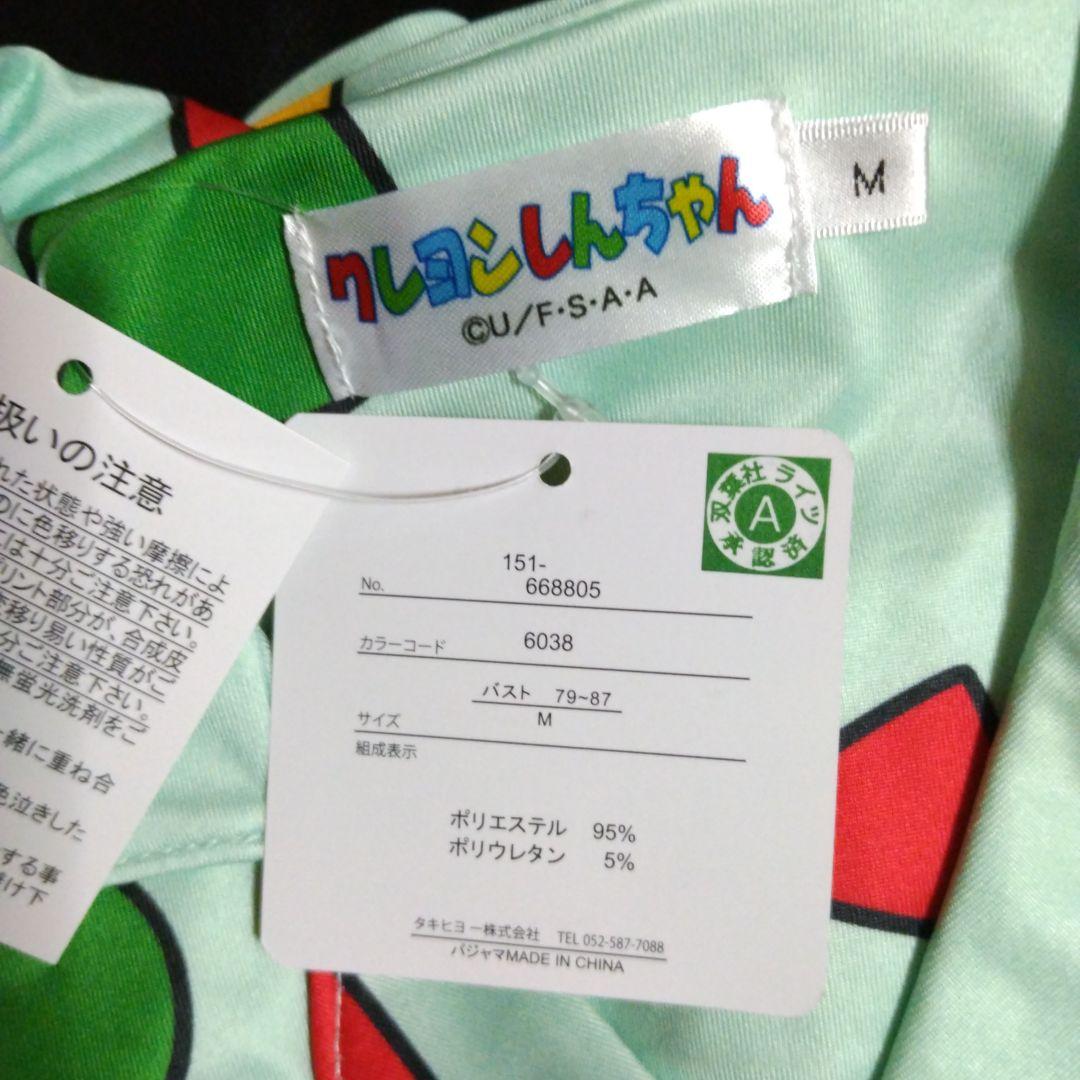 クレヨンしんちゃん
©U/F・S・A・A
M
扱いの注意
れた状態や強い摩擦によ
のに色移りする恐れがあ
には十分ご注意下さい。
プリント部分が、合成皮
移り易い性質がご
分ご注意下さい。
無蛍光洗剤をご
一緒に重ね合
色泣きした
する事
け下
双葉社ライツ
A
承認済
151-
No. 668805
カラーコード 6038
バスト 79~87
サイズ M
組成表示
ポリエステル 95%
ポリウレタン 5%
タキヒヨー株式会社 TEL 052-587-7088
パジャマMADE IN CHINA